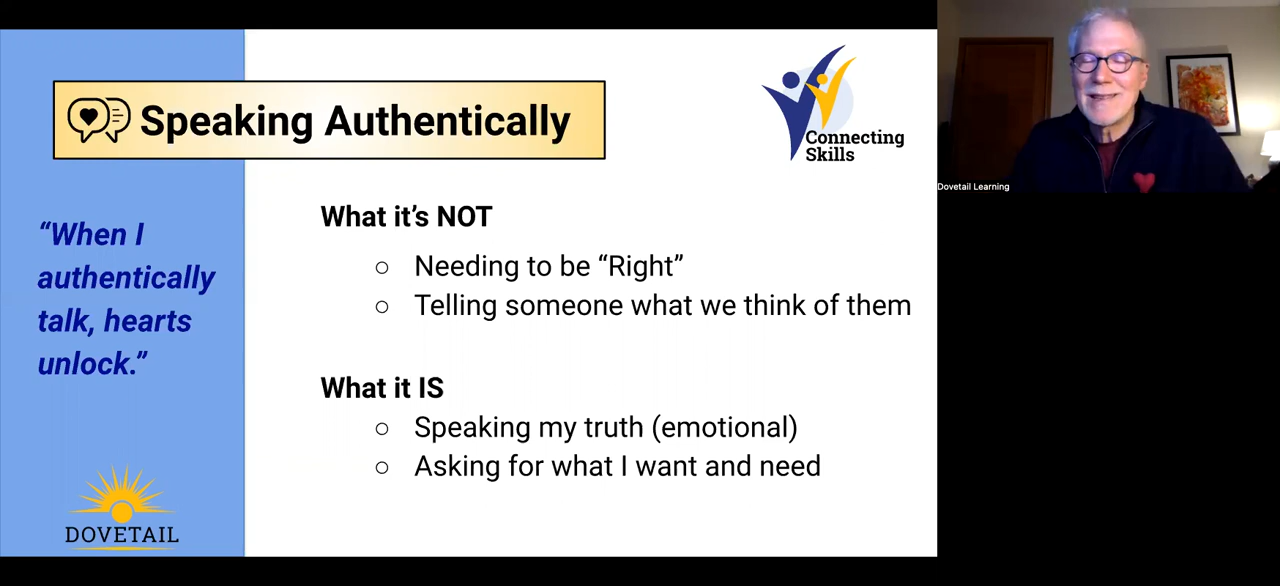 Speaking Authentically
Connecting
Skills
Dovetail Learning
“When I
authentically
talk, hearts
unlock.”
What it’s NOT
○ Needing to be “Right”
○ Telling someone what we think of them
What it IS
○ Speaking my truth (emotional)
○ Asking for what I want and need
DOVETAIL